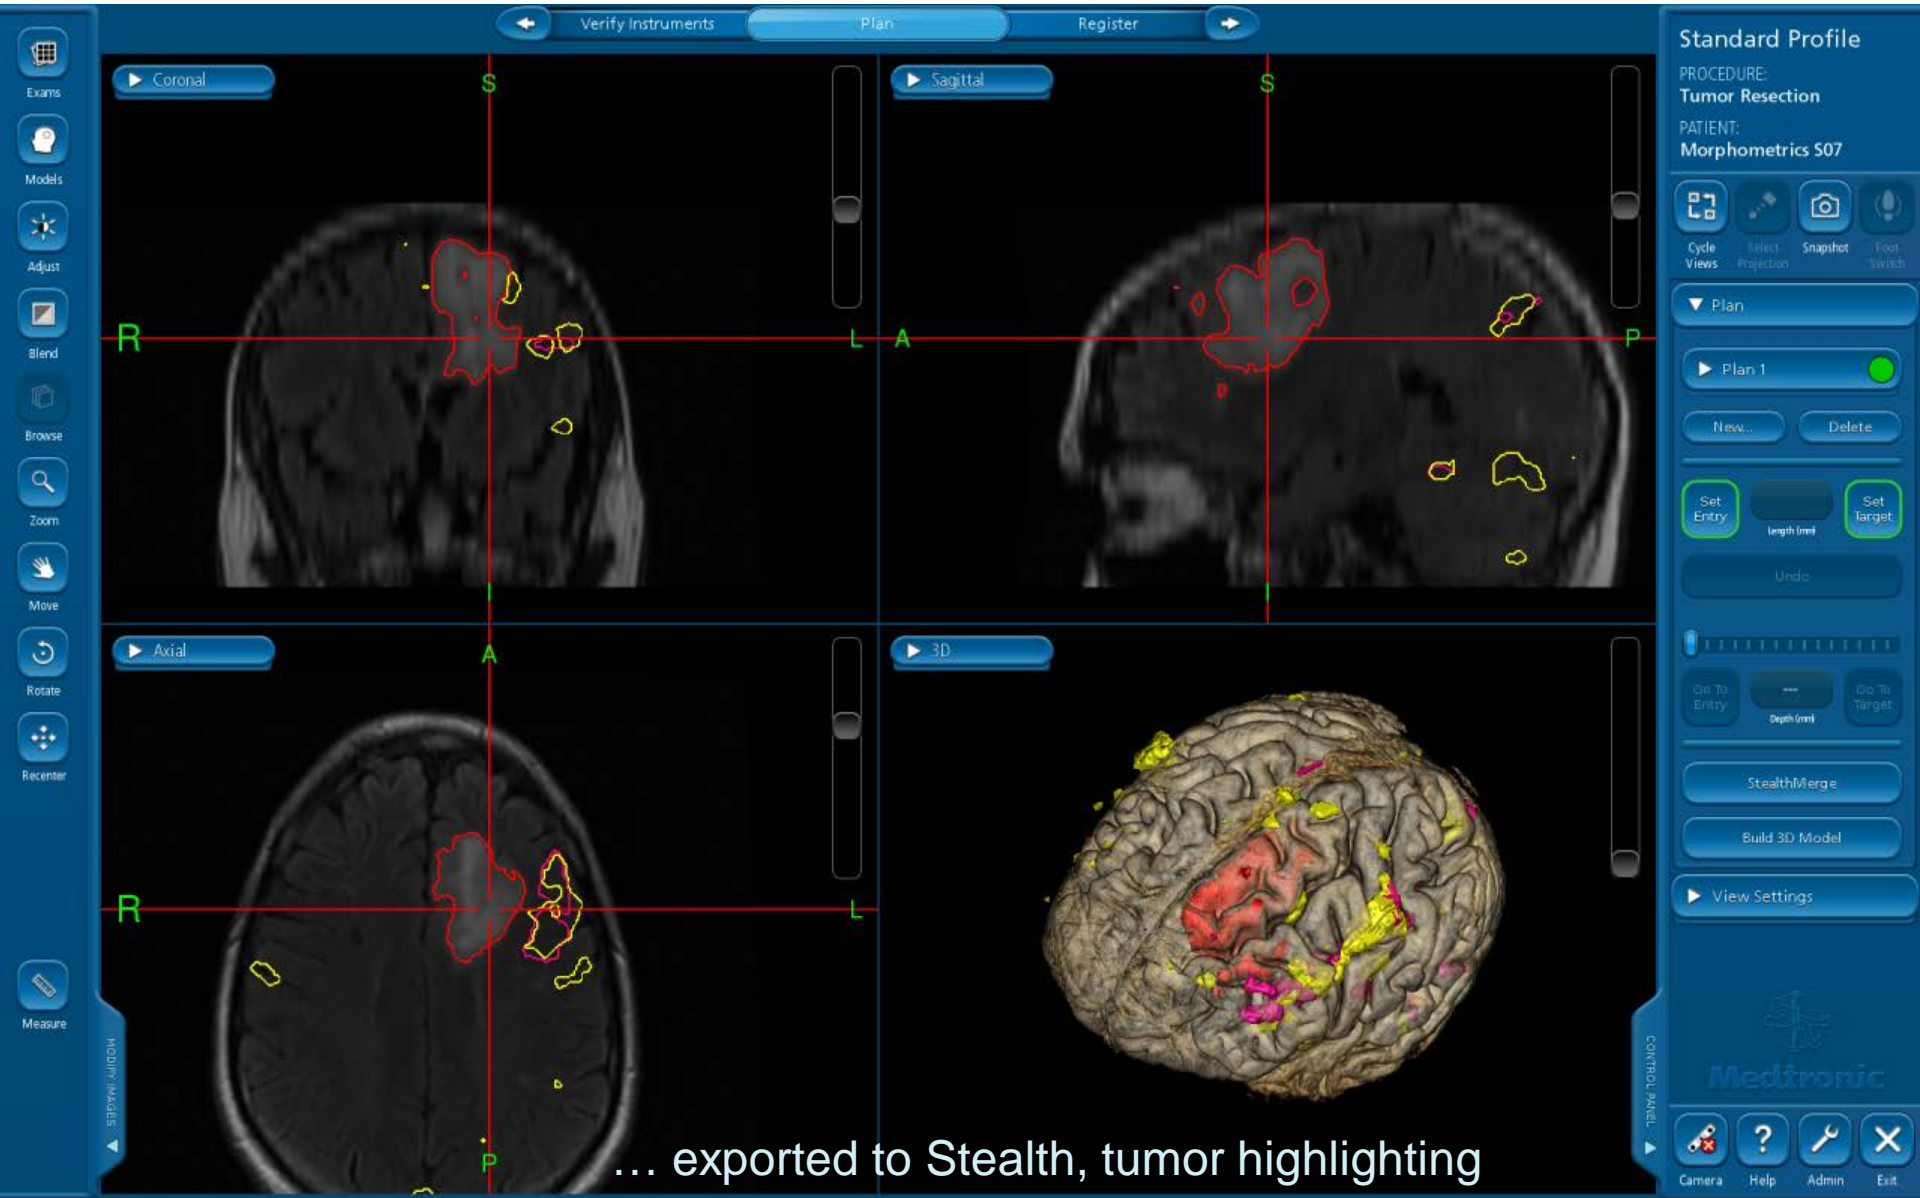 Verify Instruments
Plan
Register
Exams
Models
Adjust
Blend
Browse
Zoom
Move
Rotate
Recenter
Measure
MODIFY IMAGES
Coronal
S
R
L
I
Sagittal
S
A
P
I
Axial
A
R
L
P
3D
… exported to Stealth, tumor highlighting
CONTROL PANEL
Standard Profile
PROCEDURE:
Tumor Resection
PATIENT:
Morphometrics S07
Cycle
Views
Select
Projection
Snapshot
Foot
Switch
Plan
Plan 1
New...
Delete
Set
Entry
Length (mm)
Set
Target
Undo
Go To
Entry
---
Depth (mm)
Go To
Target
StealthMerge
Build 3D Model
View Settings
Medtronic
Camera
Help
Admin
Exit